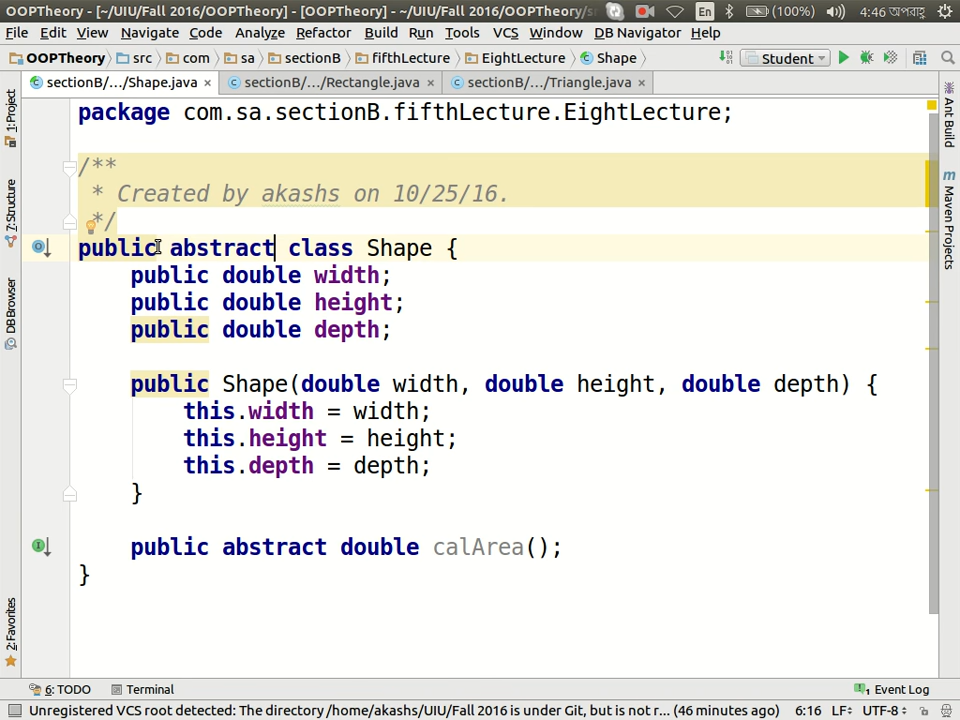 OOPTheory - [~/UIU/Fall 2016/OOPTheory] - [OOPTheory] - ~/UIU/Fall 2016/OOPTheory/s
En (100%) 4:46 অপরাহ্ণ
File Edit View Navigate Code Analyze Refactor Build Run Tools VCS Window DB Navigator Help
OOPTheory src com sa sectionB fifthLecture EightLecture Shape Student
sectionB/.../Shape.java × sectionB/.../Rectangle.java × sectionB/.../Triangle.java ×
1: Project
7: Structure
DB Browser
2: Favorites
Ant Build
Maven Projects
package com.sa.sectionB.fifthLecture.EightLecture;
/**
* Created by akashs on 10/25/16.
*/
public abstract class Shape {
public double width;
public double height;
public double depth;
public Shape(double width, double height, double depth) {
this.width = width;
this.height = height;
this.depth = depth;
}
public abstract double calArea();
}
6: TODO Terminal 1 Event Log
Unregistered VCS root detected: The directory /home/akashs/UIU/Fall 2016 is under Git, but is not r... (46 minutes ago) 6:16 LF UTF-8